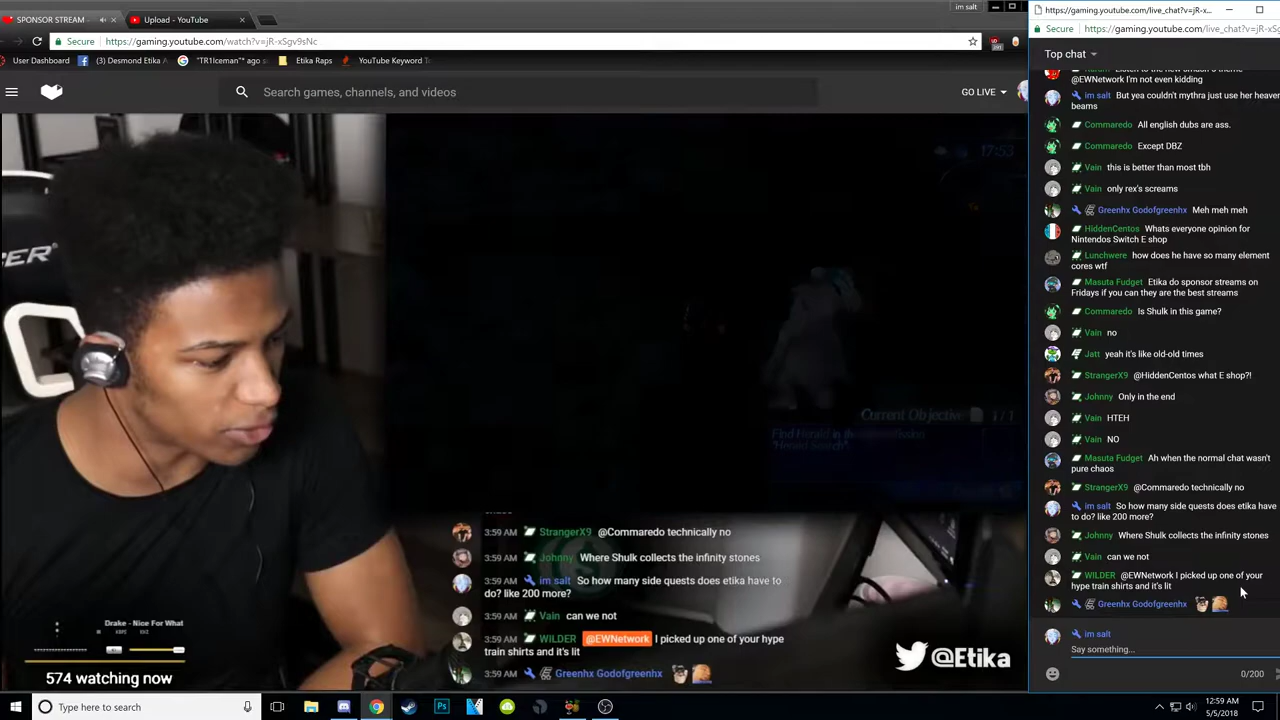 SPONSOR STREAM
Upload - YouTube
im salt
https://gaming.youtube.com/live_chat?v=jR-x...
Secure
https://gaming.youtube.com/watch?v=jR-xSgv9sNc
Secure
https://gaming.youtube.com/live_chat?v=jR-xSg
User Dashboard
(3) Desmond Etika A
"TR1Iceman"* ago s
Etika Raps
YouTube Keyword T
Top chat
Search games, channels, and videos
GO LIVE
17:53
Current Objective 1/1
574 watching now
Drake - Nice For What
3:59 AM StrangerX9 @Commaredo technically no
3:59 AM Johnny Where Shulk collects the infinity stones
3:59 AM im salt So how many side quests does etika have to
do? like 200 more?
3:59 AM Vain can we not
3:59 AM WILDER @EWNetwork I picked up one of your hype
train shirts and it's lit
3:59 AM Greenhx Godofgreenhx
@Etika
@EWNetwork I'm not even kidding
im salt But yea couldn't mythra just use her heaver
beams
Commaredo All english dubs are ass.
Commaredo Except DBZ
Vain this is better than most tbh
Vain only rex's screams
Greenhx Godofgreenhx Meh meh meh
HiddenCentos Whats everyone opinion for
Nintendos Switch E shop
Lunchwere how does he have so many element
cores wtf
Masuta Fudget Etika do sponsor streams on
Fridays if you can they are the best streams
Commaredo Is Shulk in this game?
Vain no
Jatt yeah it's like old-old times
StrangerX9 @HiddenCentos what E shop?!
Johnny Only in the end
Vain HTEH
Vain NO
Masuta Fudget Ah when the normal chat wasn't
pure chaos
StrangerX9 @Commaredo technically no
im salt So how many side quests does etika have
to do? like 200 more?
Johnny Where Shulk collects the infinity stones
Vain can we not
WILDER @EWNetwork I picked up one of your
hype train shirts and it's lit
Greenhx Godofgreenhx
im salt
Say something...
0/200
Type here to search
12:59 AM
5/5/2018